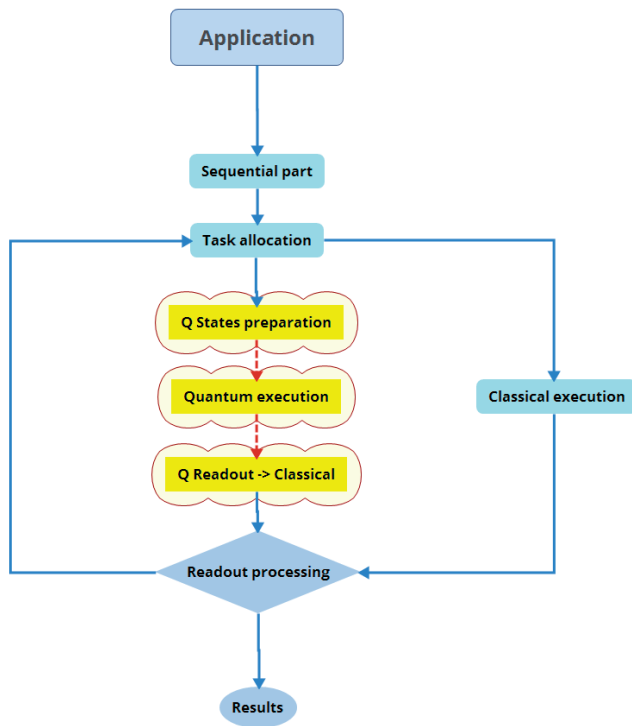 Application
Sequential part
Task allocation
Q States preparation
Quantum execution
Classical execution
Q Readout -> Classical
Readout processing
Results